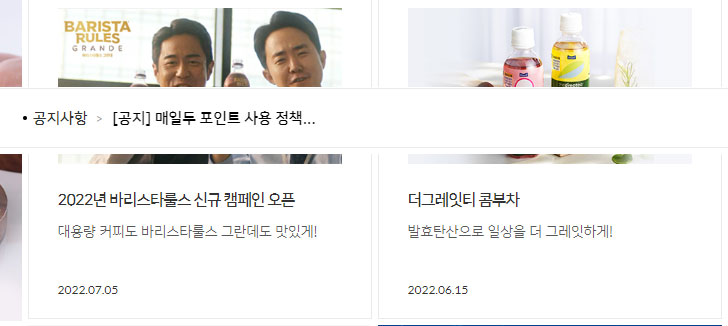 BARISTA
RULES
GRANDE
• 공지사항 > [공지] 매일두 포인트 사용 정책...
2022년 바리스타룰스 신규 캠페인 오픈
대용량 커피도 바리스타룰스 그란데도 맛있게!
2022.07.05
더그레잇티 콤부차
발효탄산으로 일상을 더 그레잇하게!
2022.06.15